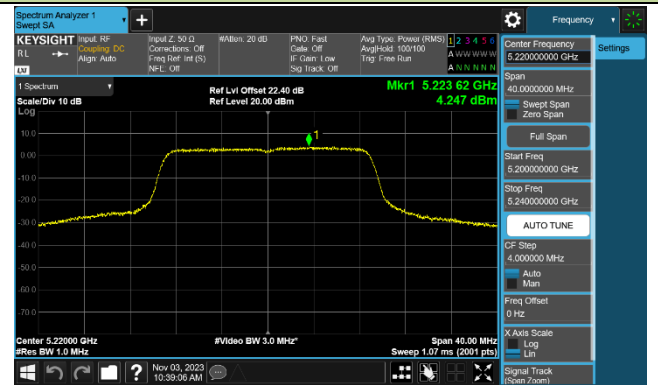 Spectrum Analyzer 1
Swept SA
Frequency
KEYSIGHT
RL
Input: RF
Coupling: DC
Align: Auto
Input Z: 50 Ω
Corrections: Off
Freq Ref: Int (S)
NFE: Off
#Atten: 20 dB
PNO: Fast
Gate: Off
IF Gain: Low
Sig Track: Off
Avg Type: Power (RMS)
Avg|Hold: 100/100
Trig: Free Run
1 2 3 4 5 6
A W W W W W
A N N N N N
1 Spectrum
Scale/Div 10 dB
Log
Ref Lvl Offset 22.40 dB
Ref Level 20.00 dBm
Mkr1 5.223 62 GHz
4.247 dBm
1
10.0
0.00
-10.0
-20.0
-30.0
-40.0
-50.0
-60.0
-70.0
Center 5.22000 GHz
#Res BW 1.0 MHz
#Video BW 3.0 MHz*
Span 40.00 MHz
Sweep 1.07 ms (2001 pts)
Nov 03, 2023
10:39:06 AM
Center Frequency
5.220000000 GHz
Settings
Span
40.0000000 MHz
Swept Span
Zero Span
Full Span
Start Freq
5.200000000 GHz
Stop Freq
5.240000000 GHz
AUTO TUNE
CF Step
4.000000 MHz
Auto
Man
Freq Offset
0 Hz
X Axis Scale
Log
Lin
Signal Track
(Span Zoom)